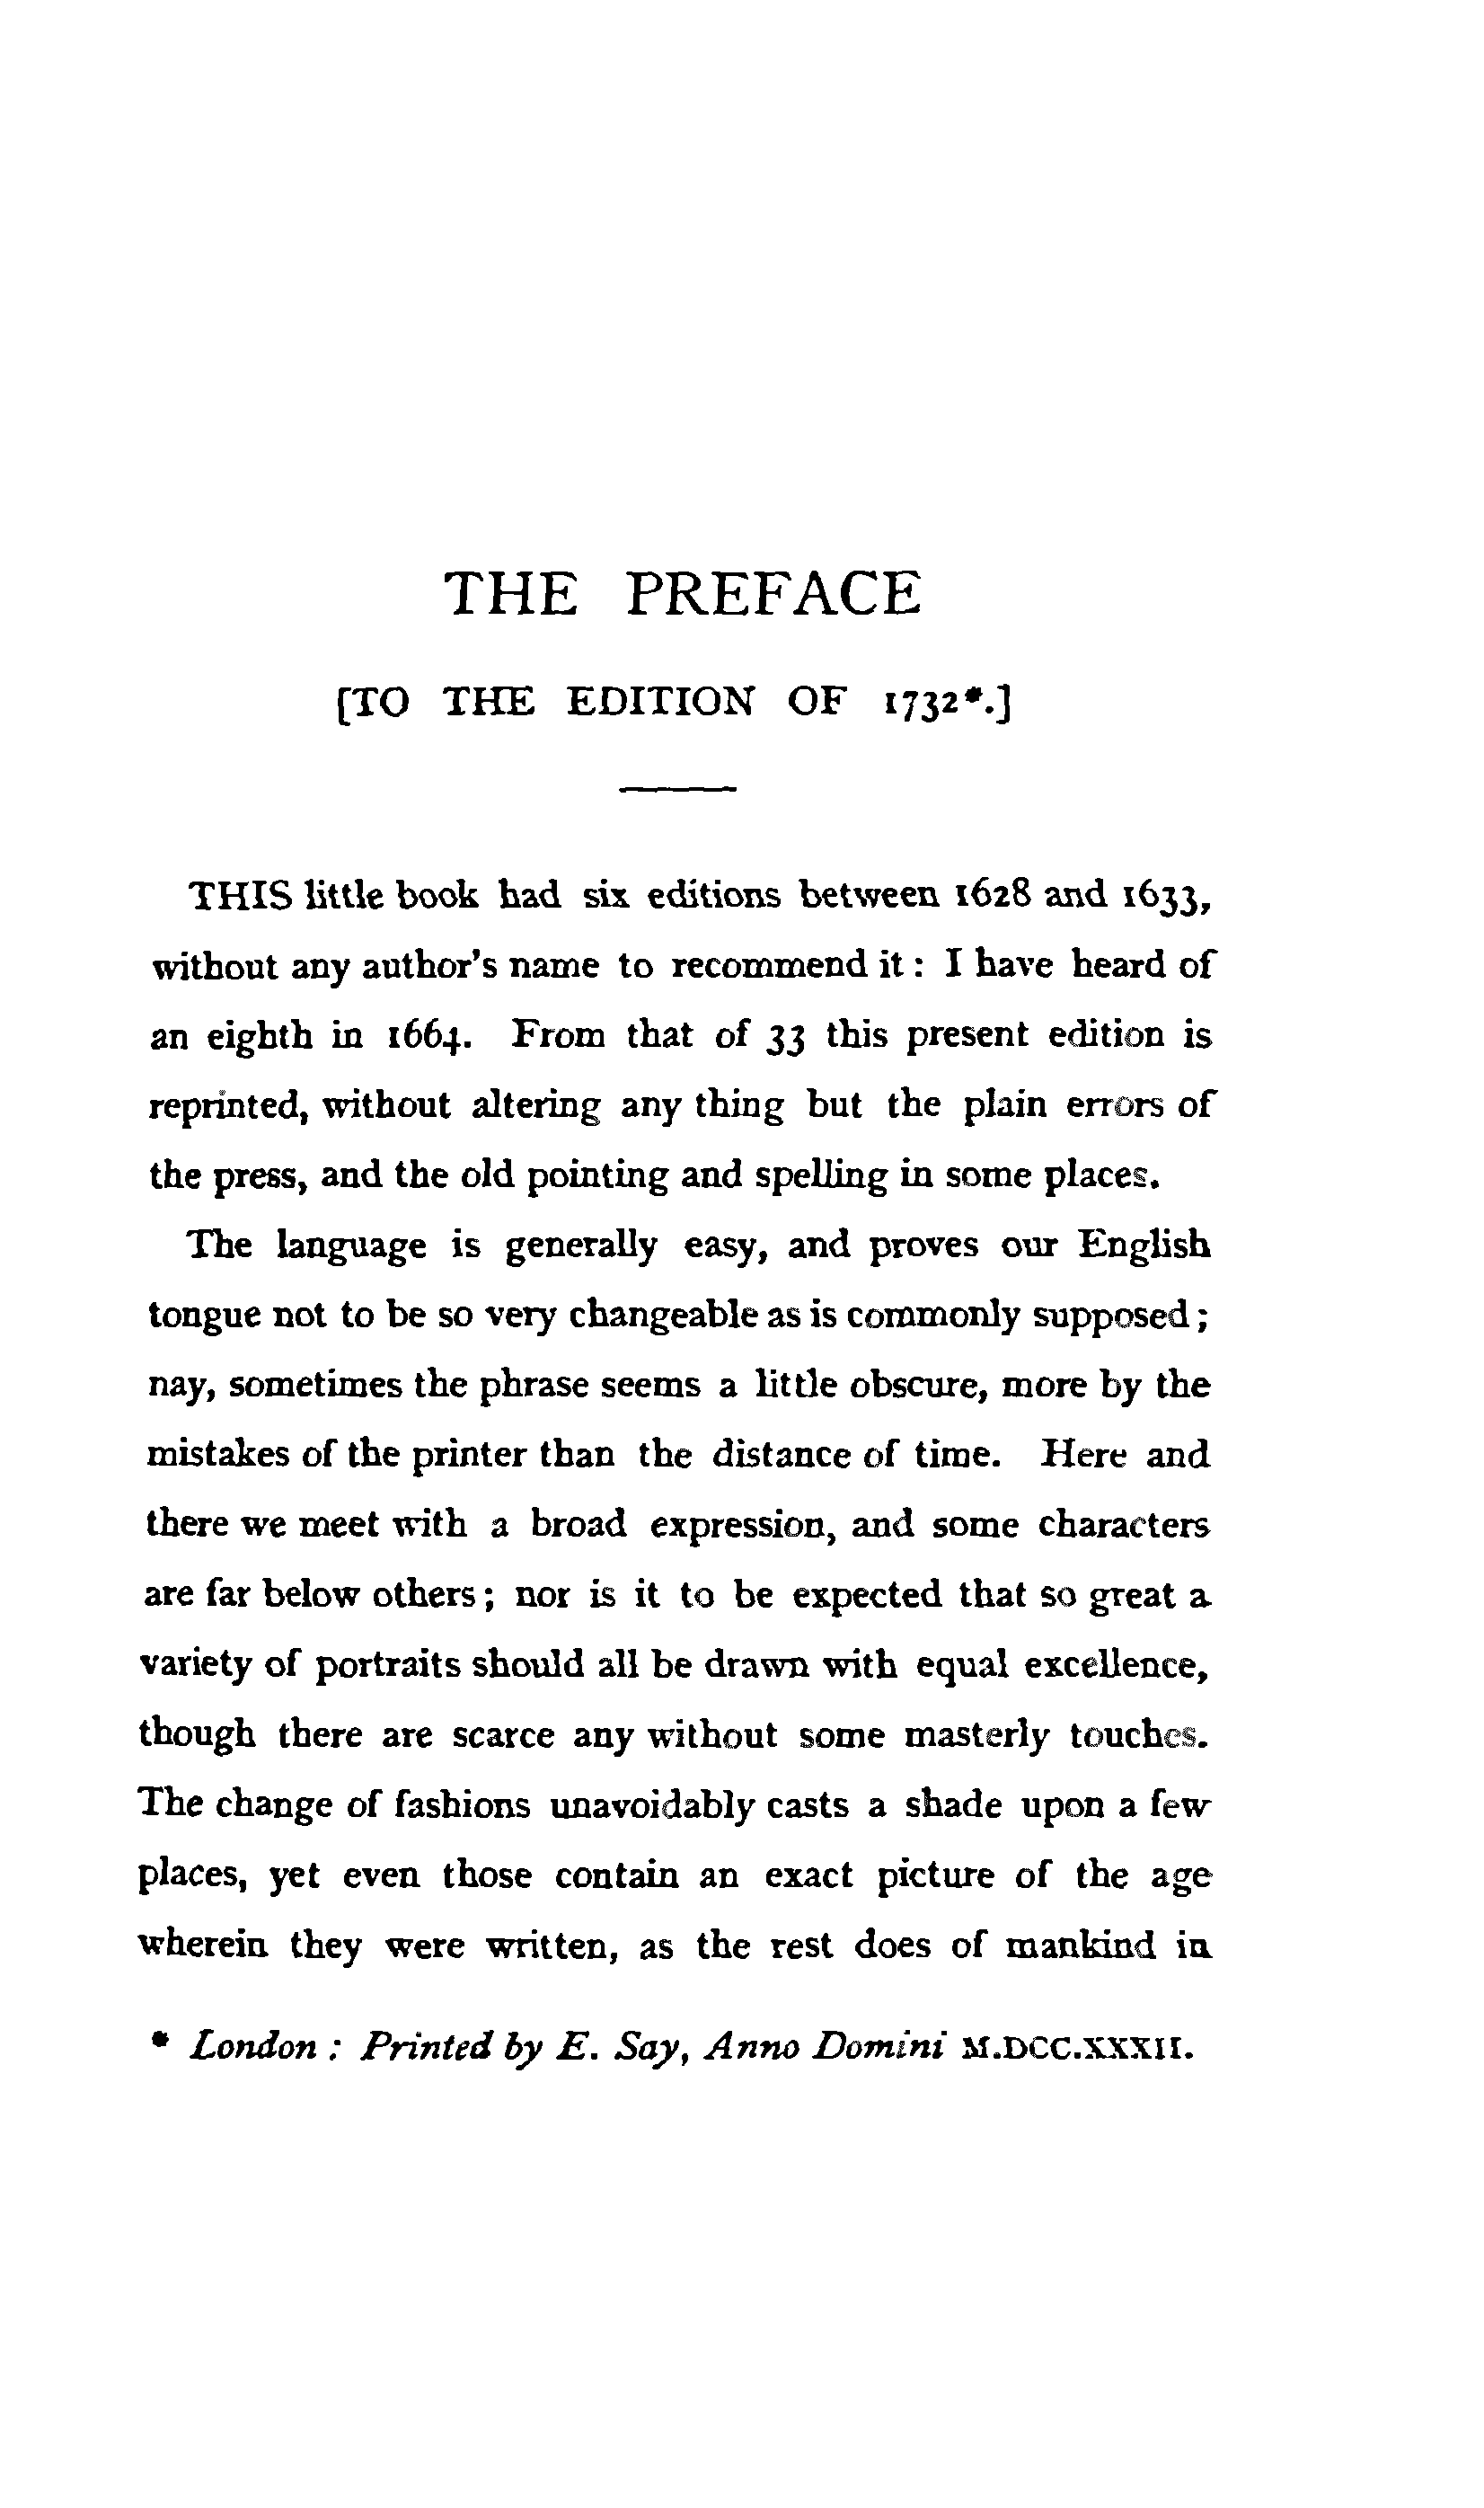 THE PREFACE
[TO THE EDITION OF 1732*.]
THIS little book had six editions between 1628 and 1633,
without any author's name to recommend it : I have heard of
an eighth in 1664. From that of 33 this present edition is
reprinted, without altering any thing but the plain errors of
the press, and the old pointing and spelling in some places.
The language is generally easy, and proves our English
tongue not to be so very changeable as is commonly supposed ;
nay, sometimes the phrase seems a little obscure, more by the
mistakes of the printer than the distance of time. Here and
there we meet with a broad expression, and some characters
are far below others ; nor is it to be expected that so great a
variety of portraits should all be drawn with equal excellence,
though there are scarce any without some masterly touches.
The change of fashions unavoidably casts a shade upon a few
places, yet even those contain an exact picture of the age
wherein they were written, as the rest does of mankind in
* London : Printed by E. Say, Anno Domini M.DCC.XXXII.